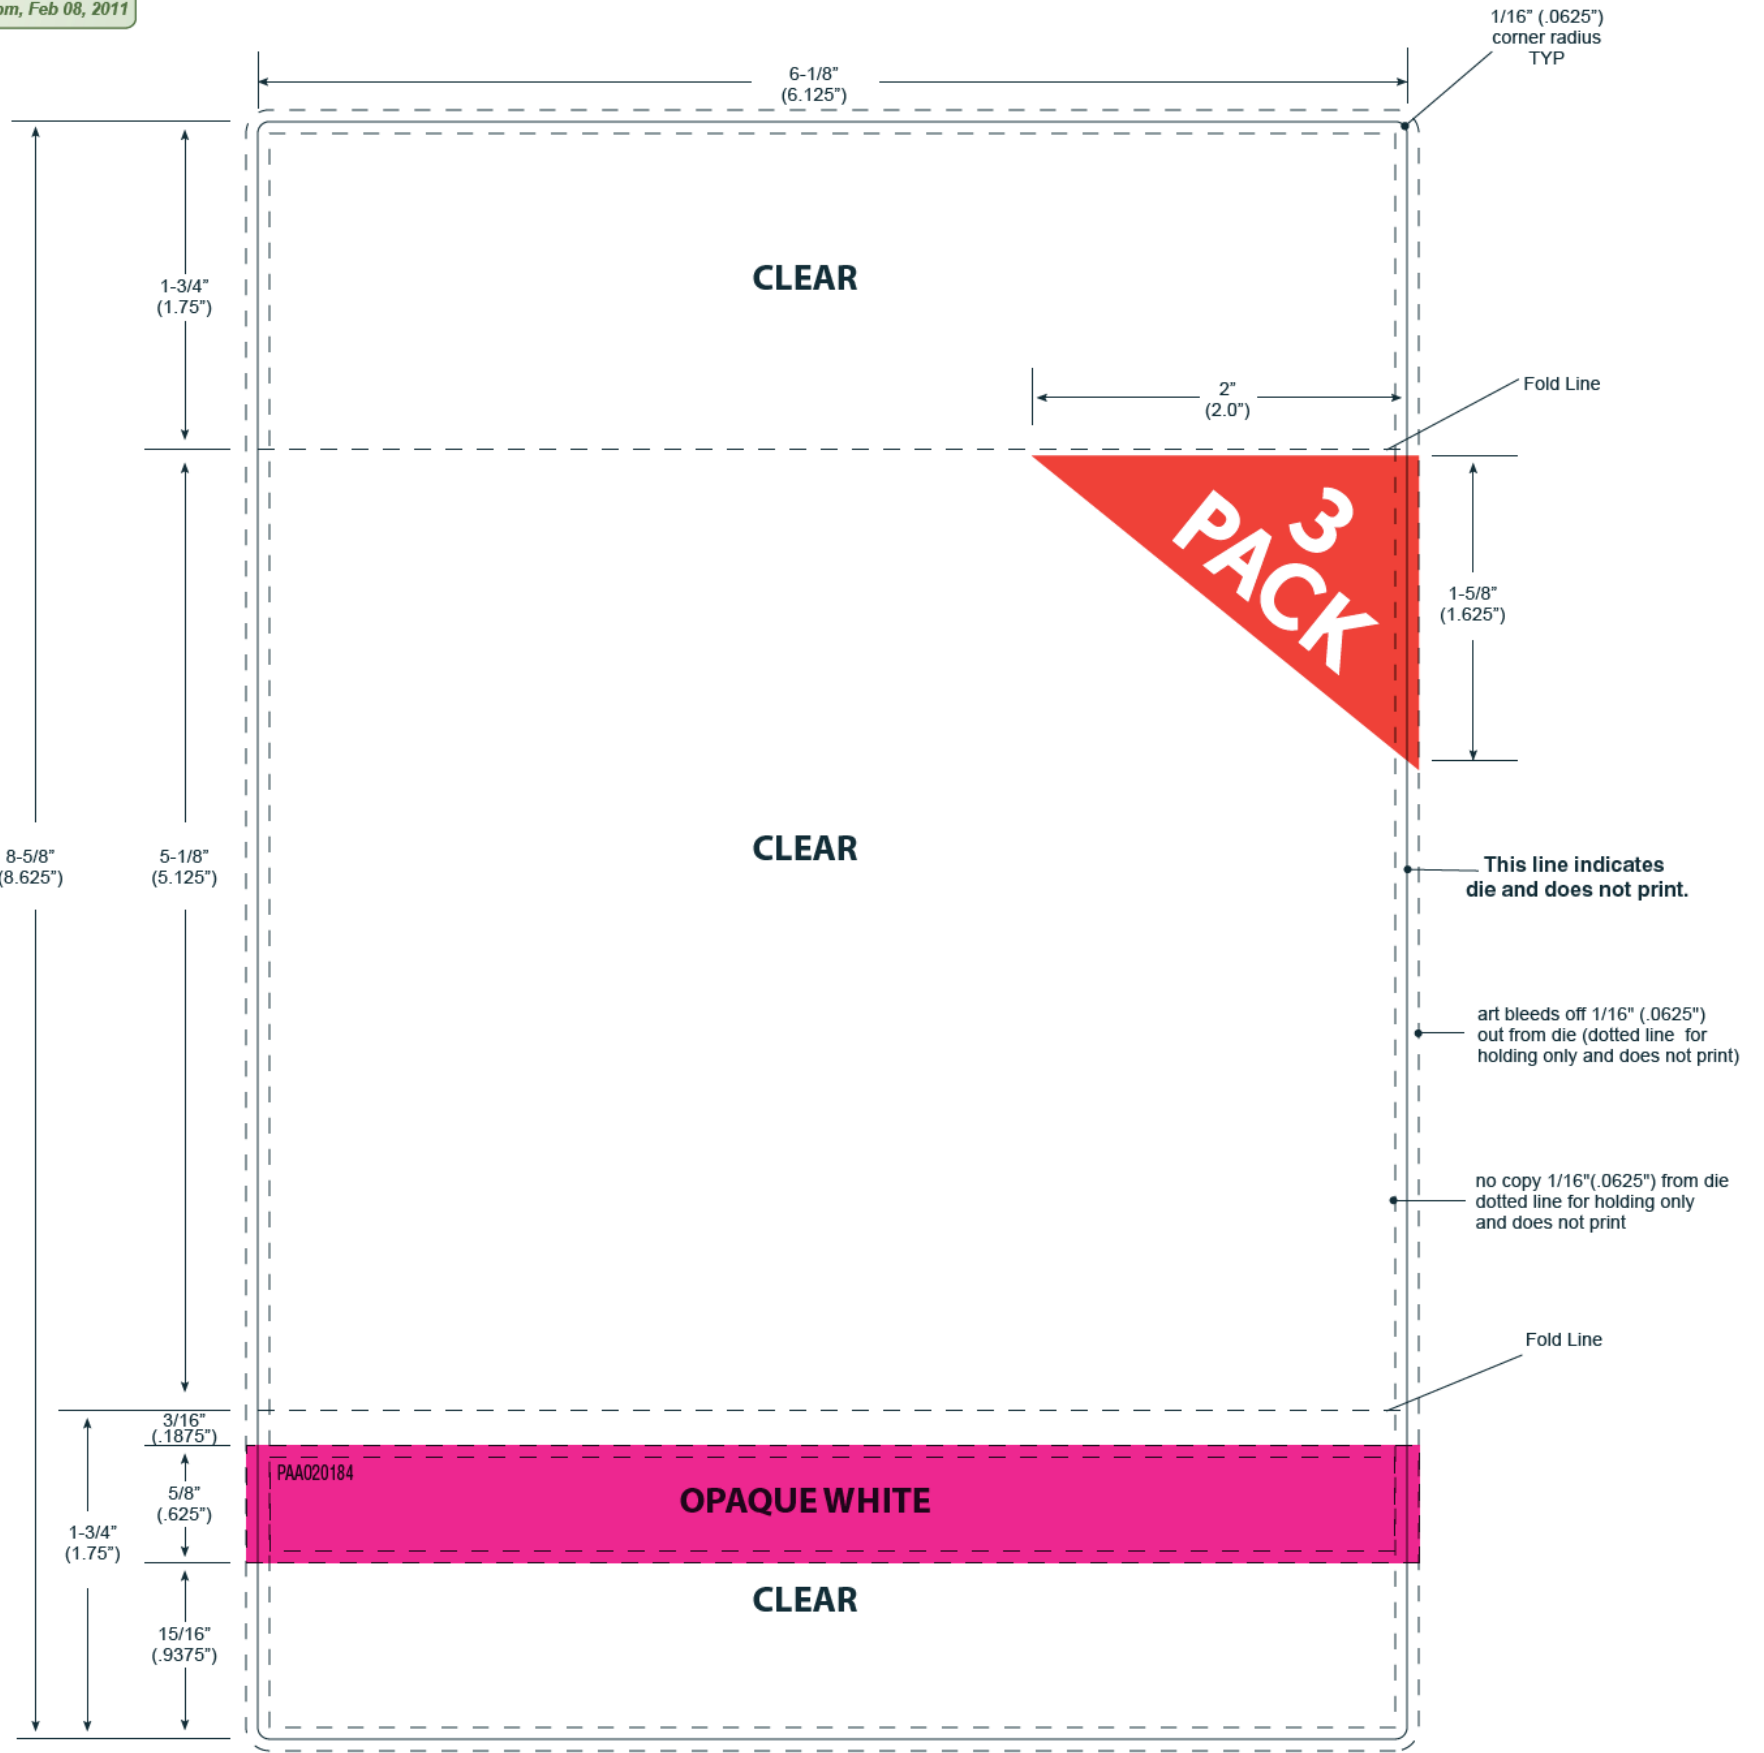 Feb 08, 2011
1/16" (.0625")
corner radius
TYP
6-1/8"
(6.125")
CLEAR
1-3/4"
(1.75")
2"
(2.0")
Fold Line
3
PACK
1-5/8"
(1.625")
CLEAR
8-5/8"
(8.625")
5-1/8"
(5.125")
This line indicates
die and does not print.
art bleeds off 1/16" (.0625")
out from die (dotted line for
holding only and does not print)
no copy 1/16"(.0625") from die
dotted line for holding only
and does not print
Fold Line
3/16"
(.1875")
PAA020184
OPAQUE WHITE
5/8"
(.625")
1-3/4"
(1.75")
CLEAR
15/16"
(.9375")